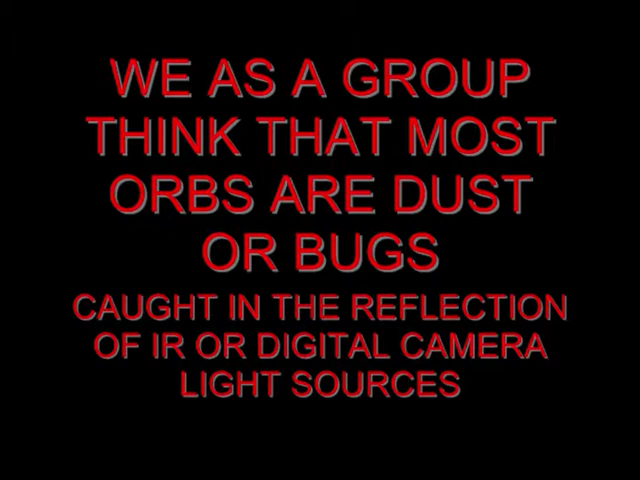 WE AS A GROUP
THINK THAT MOST
ORBS ARE DUST
OR BUGS
CAUGHT IN THE REFLECTION
OF IR OR DIGITAL CAMERA
LIGHT SOURCES